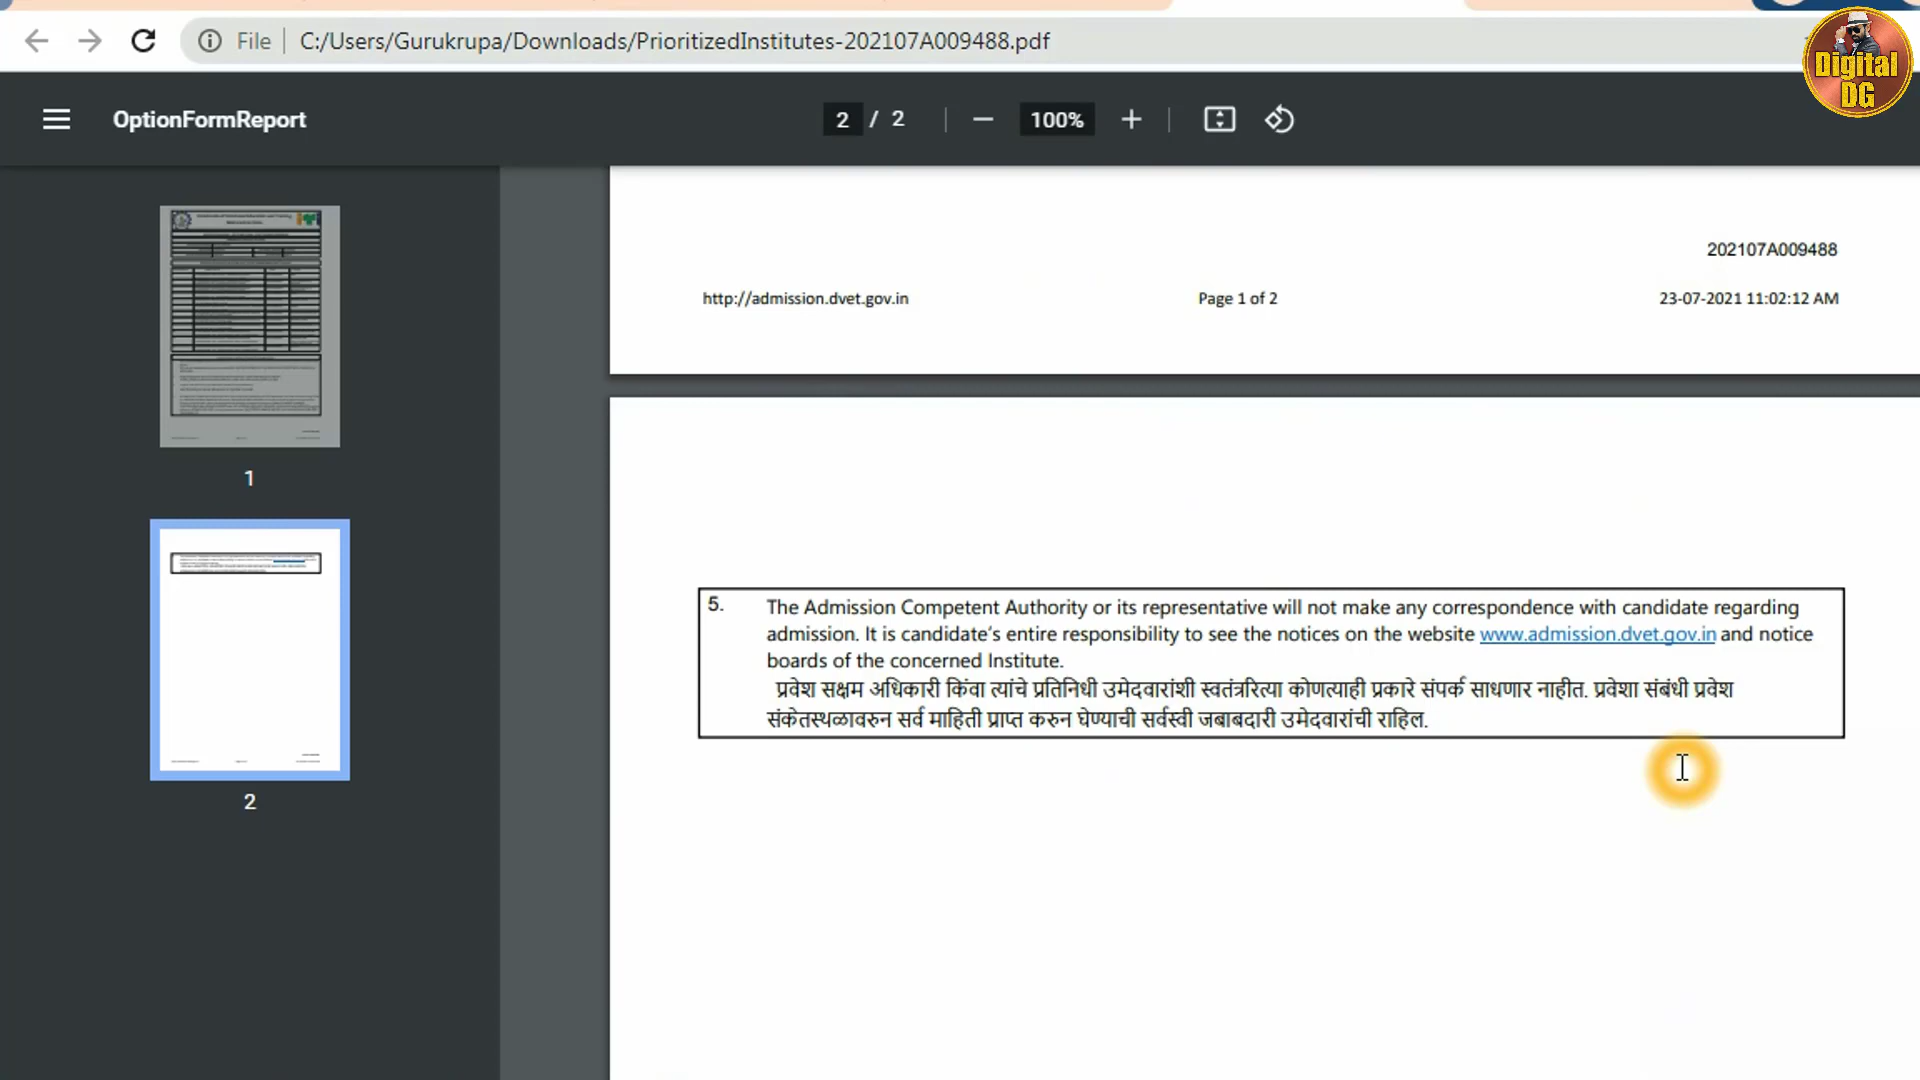 File
C:/Users/Gurukrupa/Downloads/PrioritizedInstitutes-202107A009488.pdf
Digital
DG
OptionFormReport
2 / 2
100%
1
2
202107A009488
http://admission.dvet.gov.in Page 1 of 2 23-07-2021 11:02:12 AM
5. The Admission Competent Authority or its representative will not make any correspondence with candidate regarding
admission. It is candidate's entire responsibility to see the notices on the website www.admission.dvet.gov.in and notice
boards of the concerned Institute.
प्रवेश सक्षम अधिकारी किंवा त्यांचे प्रतिनिधी उमेदवारांशी स्वतंत्ररित्या कोणत्याही प्रकारे संपर्क साधणार नाहीत. प्रवेशा संबंधी प्रवेश
संकेतस्थळावरुन सर्व माहिती प्राप्त करुन घेण्याची सर्वस्वी जबाबदारी उमेदवारांची राहिल.